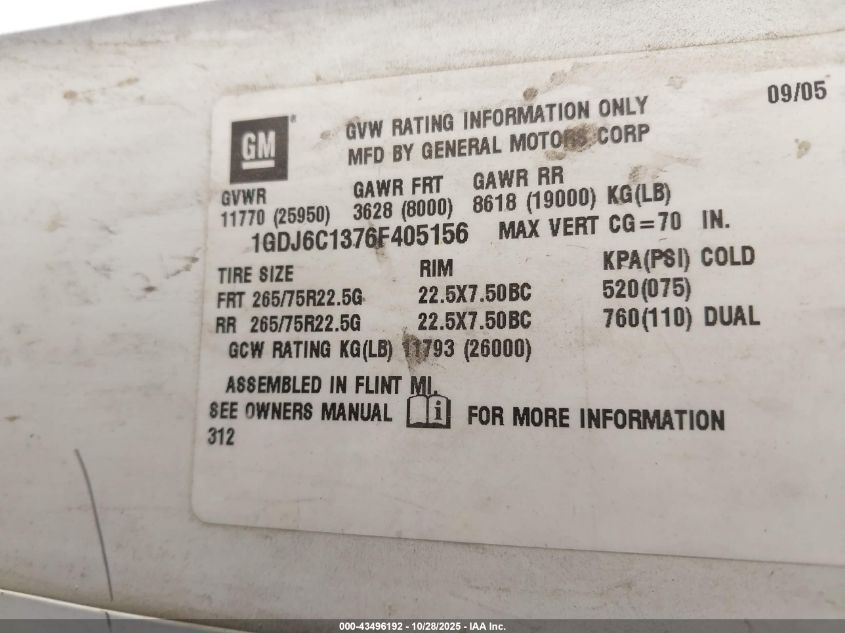 09/05
GM®
GVW RATING INFORMATION ONLY
MFD BY GENERAL MOTORS CORP
GVWR GAWR FRT GAWR RR
11770 (25950) 3628 (8000) 8618 (19000) KG(LB)
1GDJ6C1376F405156 MAX VERT CG=70 IN.
TIRE SIZE RIM KPA(PSI) COLD
FRT 265/75R22.5G 22.5X7.50BC 520(075)
RR 265/75R22.5G 22.5X7.50BC 760(110) DUAL
GCW RATING KG(LB) 11793 (26000)
ASSEMBLED IN FLINT MI.
SEE OWNERS MANUAL i FOR MORE INFORMATION
312
000-43496192 - 10/28/2025 - IAA Inc.